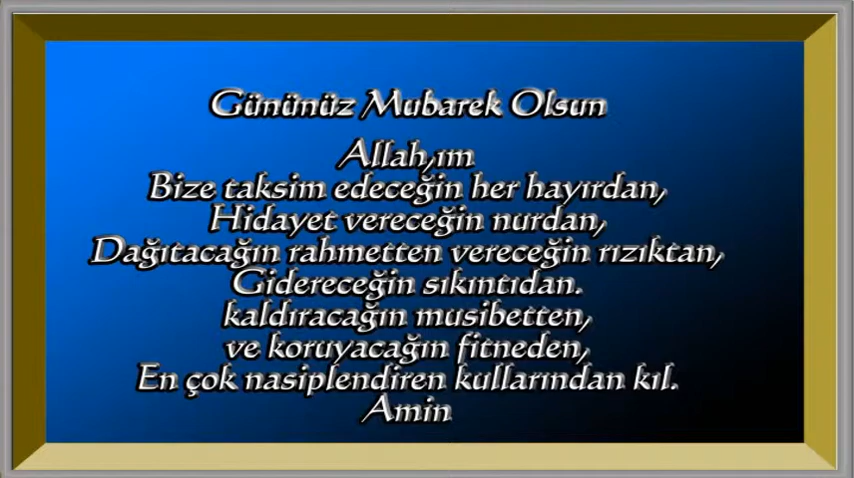 Gününüz Mubarek Olsun
Allah,ım
Bize taksim edeceğin her hayırdan,
Hidayet vereceğin nurdan,
Dağıtacağın rahmetten vereceğin rızıktan,
Gidereceğin sıkıntıdan.
kaldıracağın musibetten,
ve koruyacağın fitneden,
En çok nasiplendiren kullarından kıl.
Amin